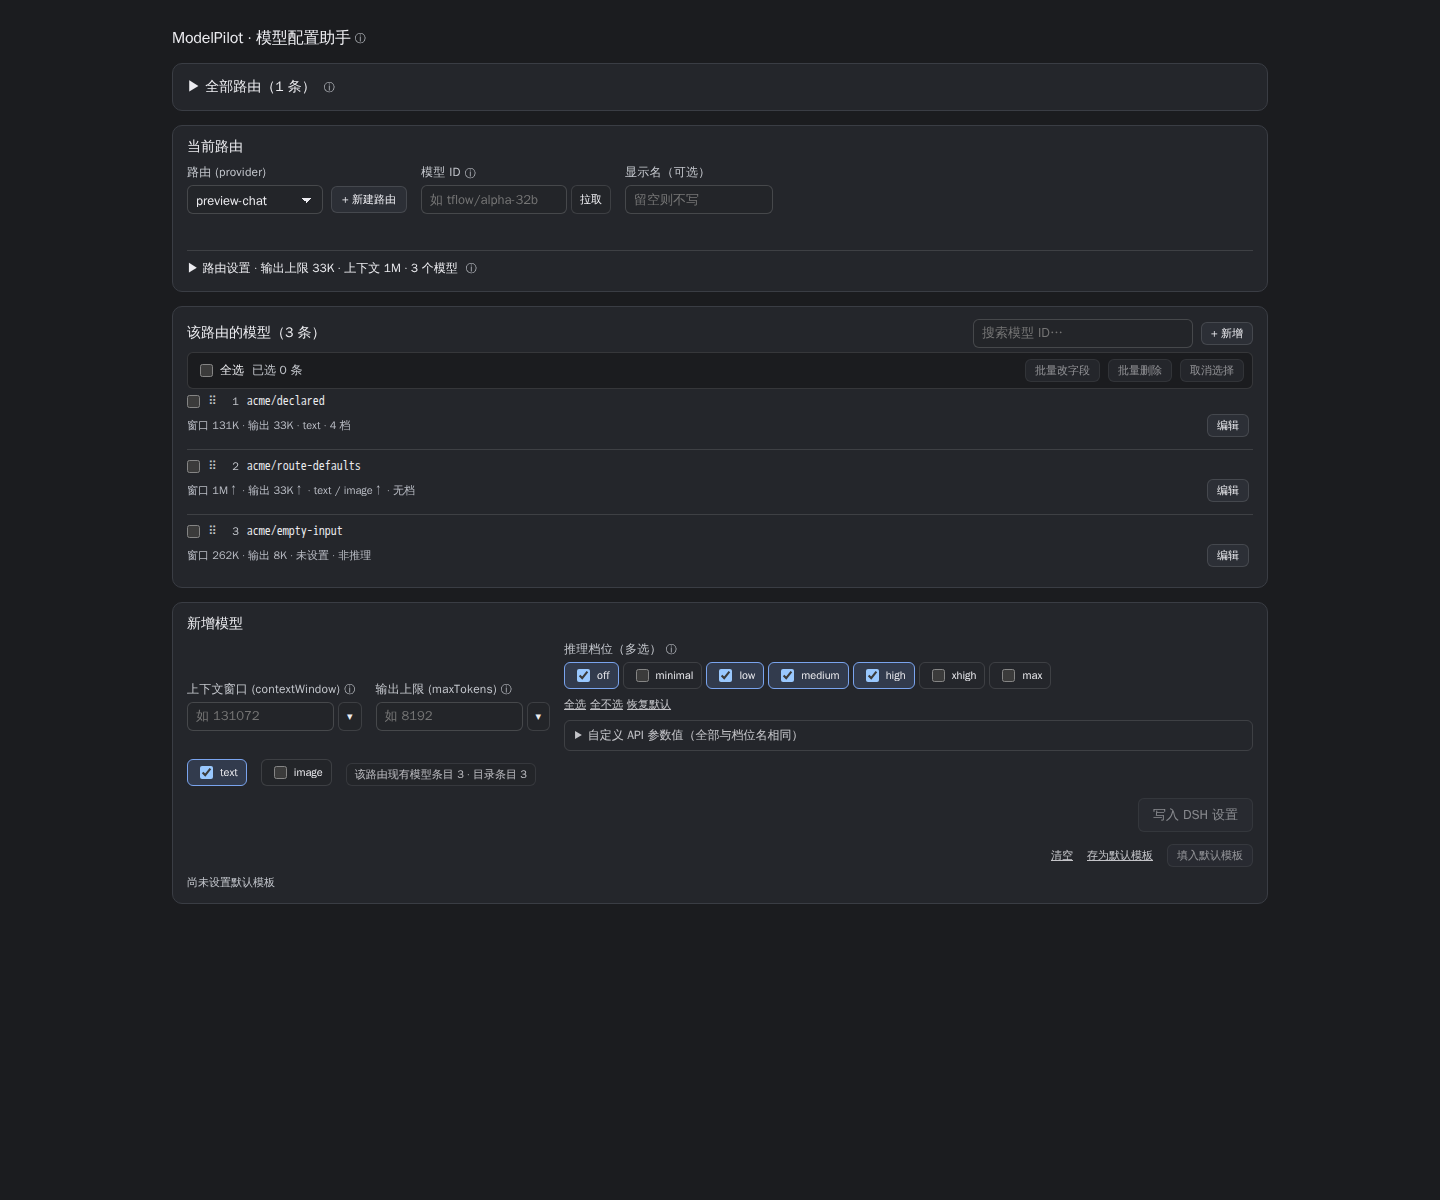 ModelPilot · 模型配置助手 ⓘ
▶ 全部路由（1 条） ⓘ
当前路由
路由 (provider) 模型 ID ⓘ 显示名（可选）
preview-chat + 新建路由 如 tflow/alpha-32b 拉取 留空则不写
▶ 路由设置 · 输出上限 33K · 上下文 1M · 3 个模型 ⓘ
该路由的模型（3 条） 搜索模型 ID… + 新增
全选 已选 0 条 批量改字段 批量删除 取消选择
⠿ 1 acme/declared
窗口 131K · 输出 33K · text · 4 档 编辑
⠿ 2 acme/route-defaults
窗口 1M↑ · 输出 33K↑ · text / image↑ · 无档 编辑
⠿ 3 acme/empty-input
窗口 262K · 输出 8K · 未设置 · 非推理 编辑
新增模型
推理档位（多选） ⓘ
off minimal low medium high xhigh max
上下文窗口 (contextWindow) ⓘ 输出上限 (maxTokens) ⓘ
全选 全不选 恢复默认
如 131072 ▾ 如 8192 ▾
▶ 自定义 API 参数值（全部与档位名相同）
text image 该路由现有模型条目 3 · 目录条目 3
写入 DSH 设置
清空 存为默认模板 填入默认模板
尚未设置默认模板